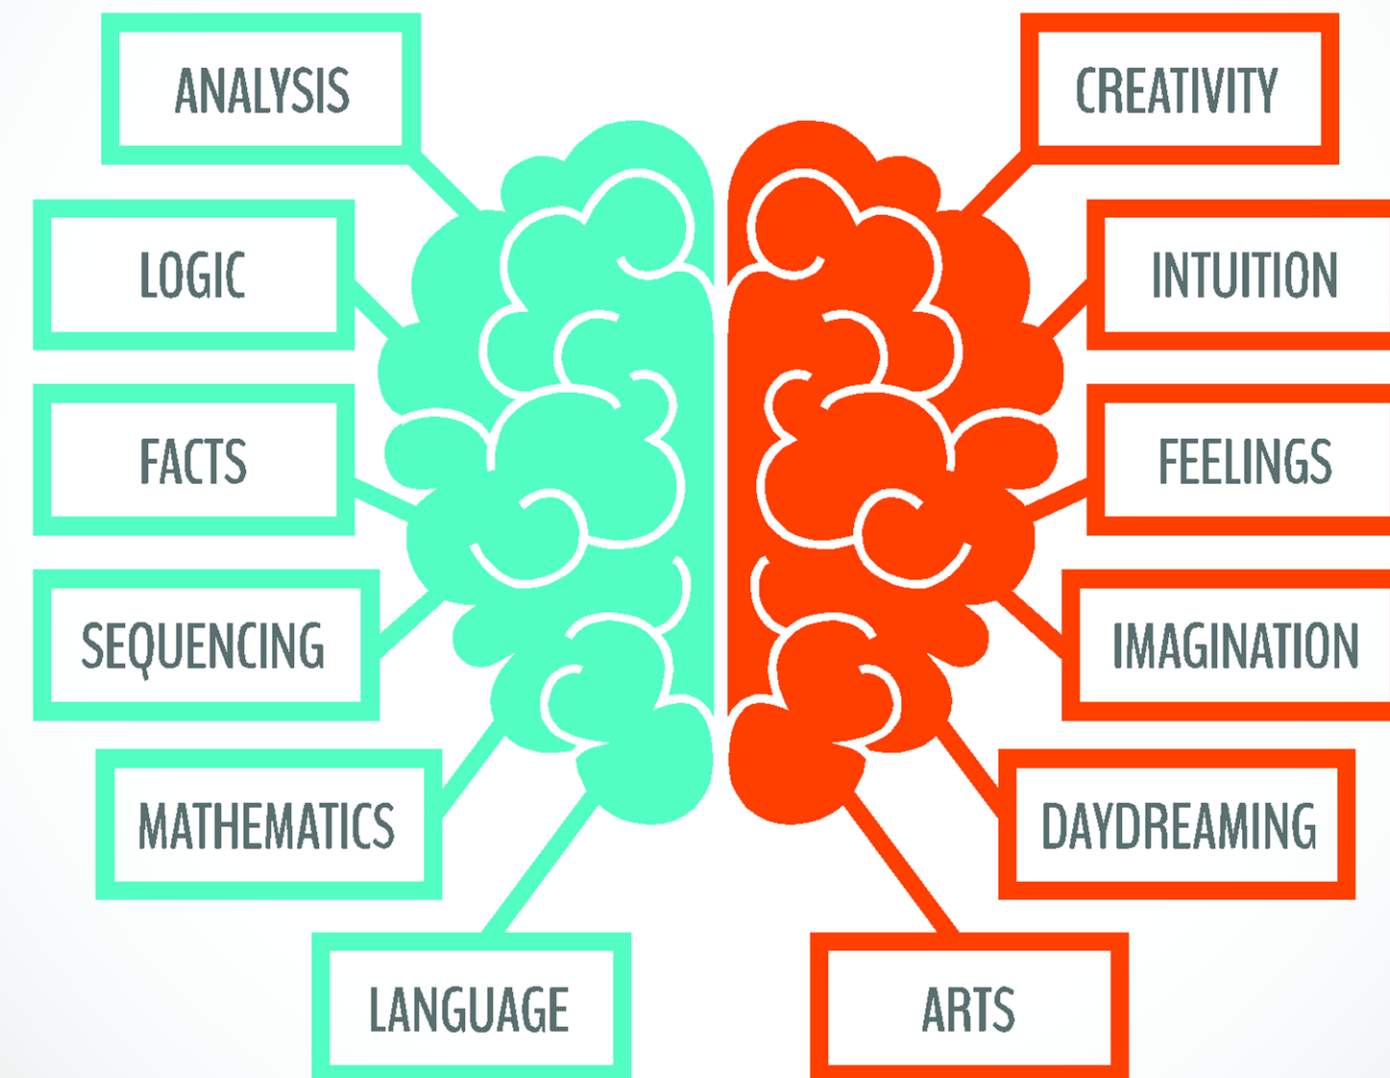 ANALYSIS
LOGIC
FACTS
SEQUENCING
MATHEMATICS
LANGUAGE
CREATIVITY
INTUITION
FEELINGS
IMAGINATION
DAYDREAMING
ARTS